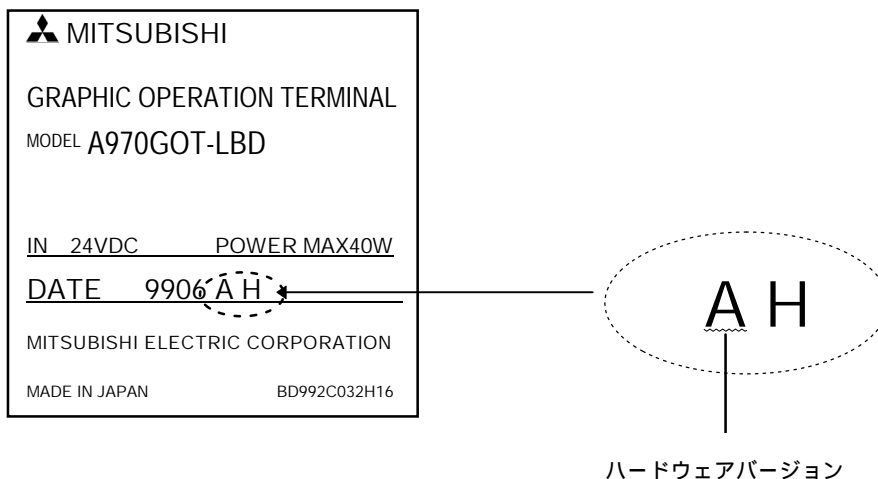 MITSUBISHI
GRAPHIC OPERATION TERMINAL
MODEL A970GOT-LBD
IN 24VDC POWER MAX40W
DATE 9906 A H
MITSUBISHI ELECTRIC CORPORATION
MADE IN JAPAN BD992C032H16
A H
ハードウェアバージョン